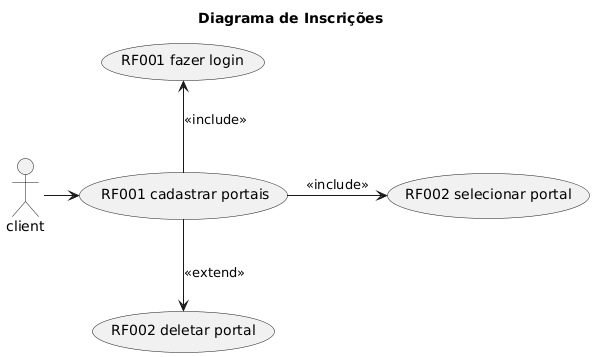 Diagrama de Inscrições
RF001 fazer login
«include»
client
RF001 cadastrar portais
«include»
RF002 selecionar portal
«extend»
RF002 deletar portal